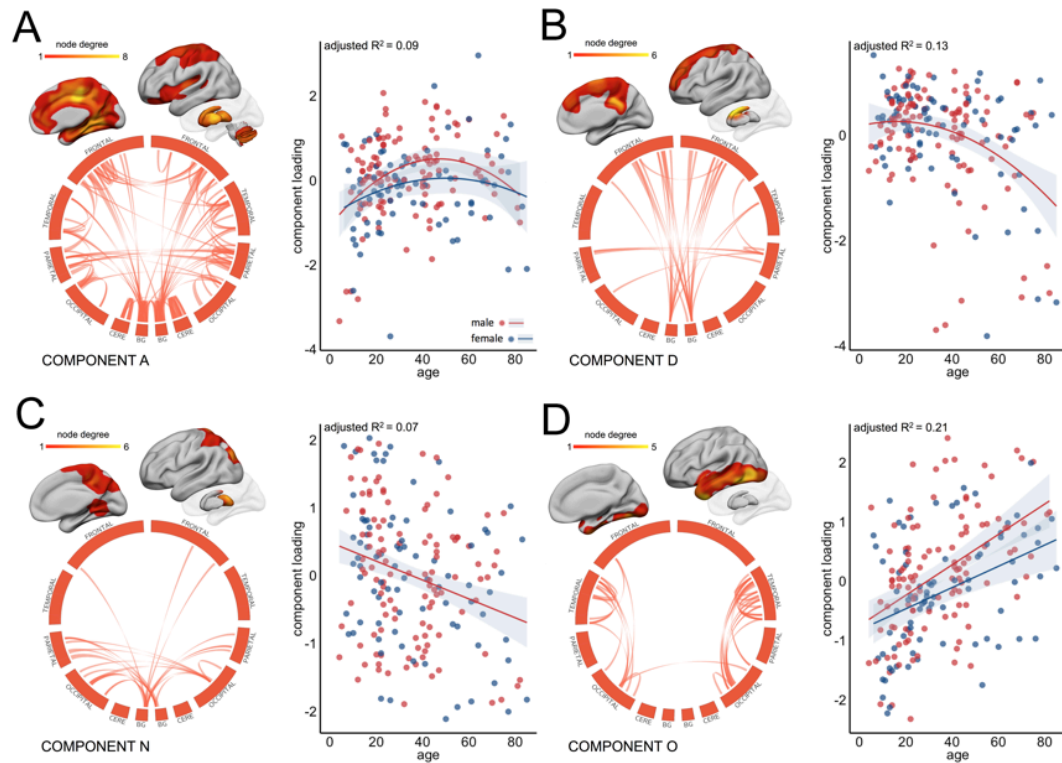 A
node degree
1 8
FRONTAL FRONTAL
TEMPORAL TEMPORAL
PARIETAL PARIETAL
OCCIPITAL OCCIPITAL
CERE BG BG CERE
COMPONENT A
adjusted R² = 0.09
component loading
2
0
-2
-4
male
female
0 20 40 60 80
age
B
node degree
1 6
FRONTAL FRONTAL
TEMPORAL TEMPORAL
PARIETAL PARIETAL
OCCIPITAL OCCIPITAL
CERE BG BG CERE
COMPONENT D
adjusted R² = 0.13
component loading
2
0
-2
-4
0 20 40 60 80
age
C
node degree
1 6
FRONTAL FRONTAL
TEMPORAL TEMPORAL
PARIETAL PARIETAL
OCCIPITAL OCCIPITAL
CERE BG BG CERE
COMPONENT N
adjusted R² = 0.07
component loading
2
1
0
-1
-2
0 20 40 60 80
age
D
node degree
1 5
FRONTAL FRONTAL
TEMPORAL TEMPORAL
PARIETAL PARIETAL
OCCIPITAL OCCIPITAL
CERE BG BG CERE
COMPONENT O
adjusted R² = 0.21
component loading
2
1
0
-1
-2
0 20 40 60 80
age